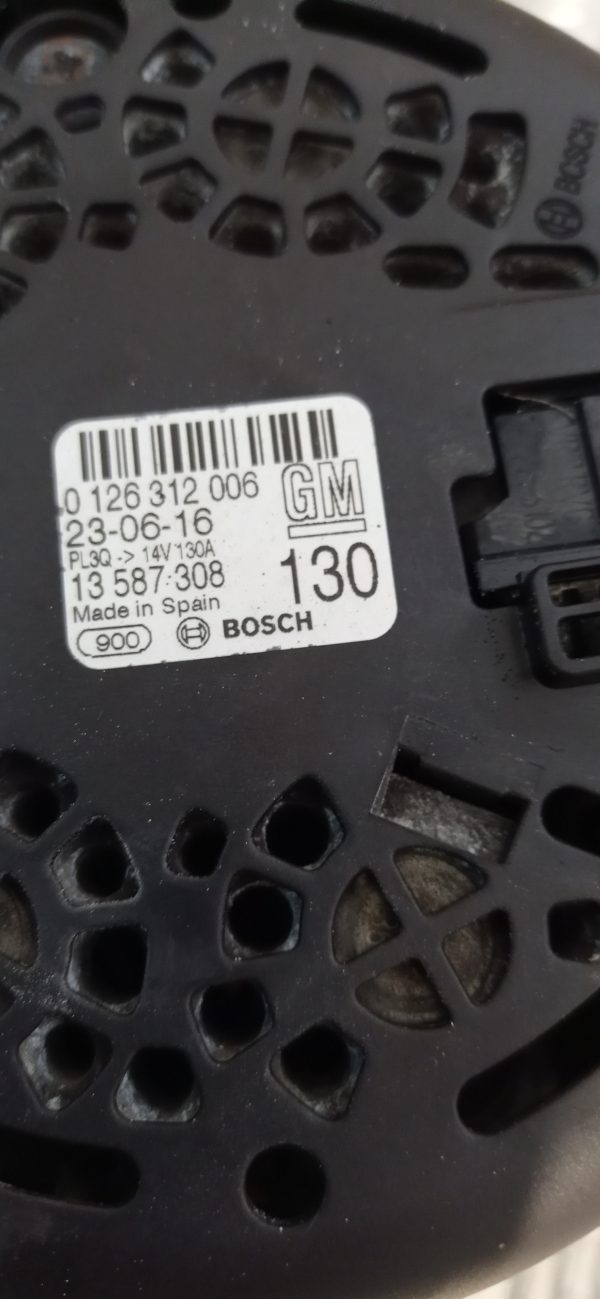 BOSCH
0 126 312 006
GM
23-06-16
PL3Q -> 14V 130A
13 587 308
130
Made in Spain
900
BOSCH